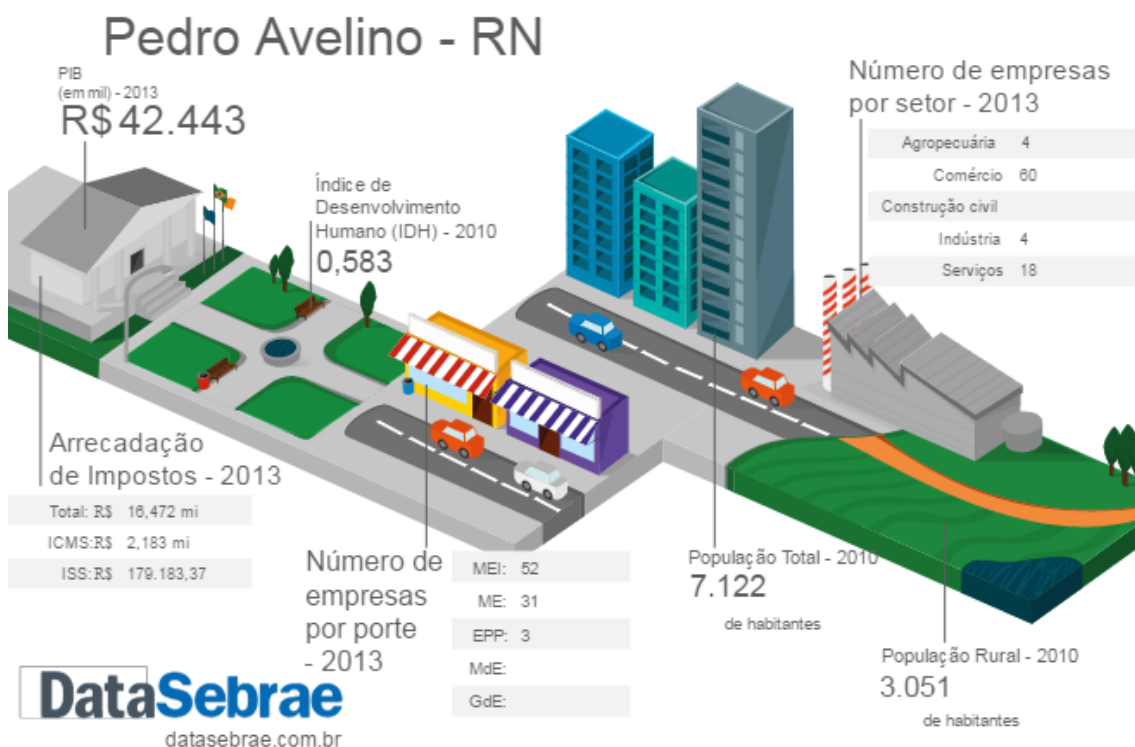 Pedro Avelino - RN
PIB
(em mil) - 2013
R$ 42.443
Índice de
Desenvolvimento
Humano (IDH) - 2010
0,583
Número de empresas
por setor - 2013
Agropecuária 4
Comércio 60
Construção civil
Indústria 4
Serviços 18
Arrecadação
de Impostos - 2013
Total: R$ 16,472 mi
ICMS:R$ 2,183 mi
ISS:R$ 179.183,37
Número de
empresas
por porte
- 2013
MEI: 52
ME: 31
EPP: 3
MdE:
GdE:
População Total - 2010
7.122
de habitantes
População Rural - 2010
3.051
de habitantes
DataSebrae
datasebrae.com.br